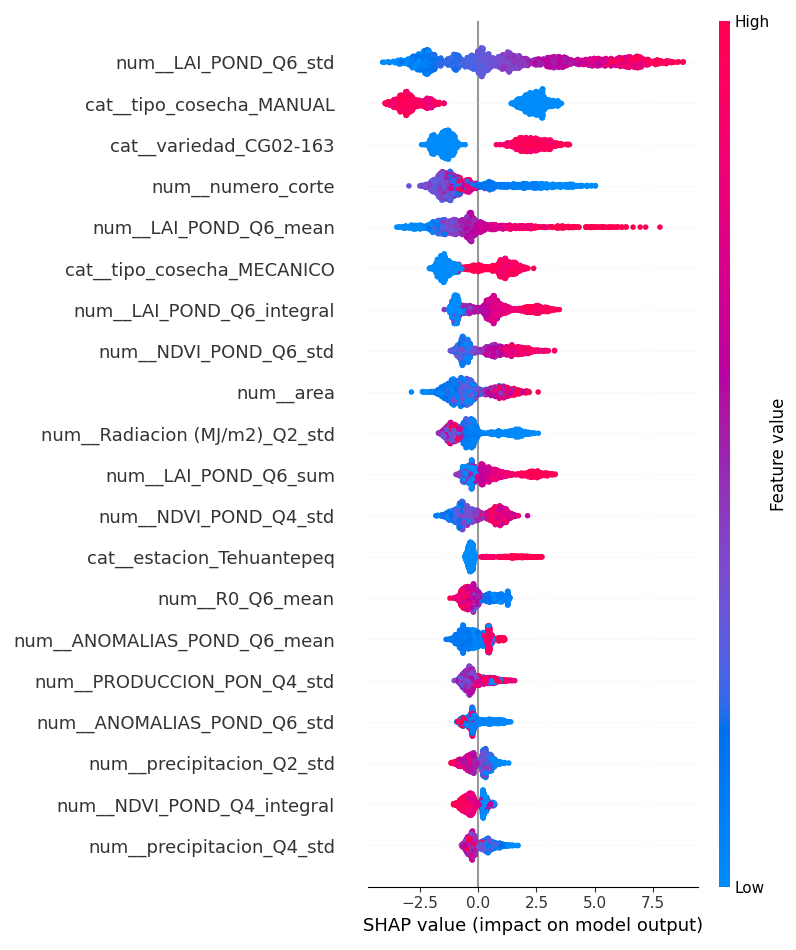 High
num__LAI_POND_Q6_std
cat__tipo_cosecha_MANUAL
cat__variedad_CG02-163
num__numero_corte
num__LAI_POND_Q6_mean
cat__tipo_cosecha_MECANICO
num__LAI_POND_Q6_integral
num__NDVI_POND_Q6_std
num__area
num__Radiacion (MJ/m2)_Q2_std
num__LAI_POND_Q6_sum
num__NDVI_POND_Q4_std
cat__estacion_Tehuantepeq
num__R0_Q6_mean
num__ANOMALIAS_POND_Q6_mean
num__PRODUCCION_PON_Q4_std
num__ANOMALIAS_POND_Q6_std
num__precipitacion_Q2_std
num__NDVI_POND_Q4_integral
num__precipitacion_Q4_std
Feature value
Low
−2.5 0.0 2.5 5.0 7.5
SHAP value (impact on model output)